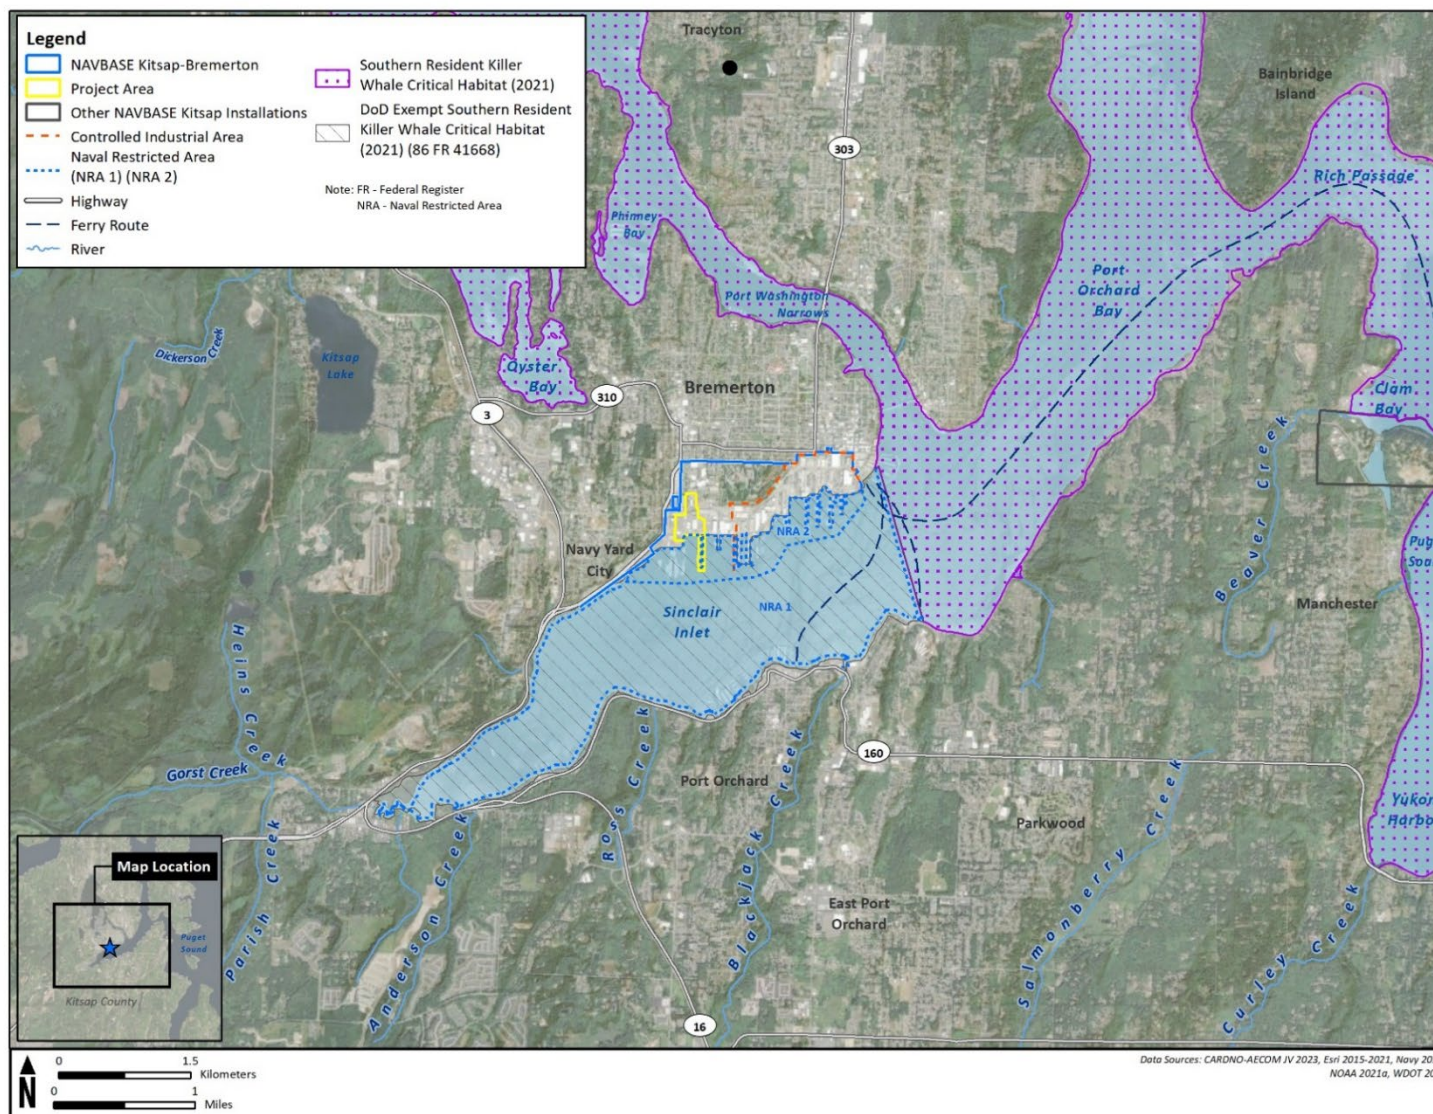 Legend
NAVBASE Kitsap-Bremerton
Project Area
Other NAVBASE Kitsap Installations
Controlled Industrial Area
Naval Restricted Area
(NRA 1) (NRA 2)
Highway
Ferry Route
River
Southern Resident Killer
Whale Critical Habitat (2021)
DoD Exempt Southern Resident
Killer Whale Critical Habitat
(2021) (86 FR 41668)
Note: FR - Federal Register
NRA - Naval Restricted Area
Tracyton
Bainbridge
Island
303
Rich Passage
Phinney
Bay
Port
Orchard
Bay
Port Washington
Narrows
Dickerson Creek
Kitsap
Lake
Oyster
Bay
310
3
Bremerton
Clam
Bay
Beaver Creek
NRA 2
Navy Yard
City
Sinclair
Inlet
NRA 1
Manchester
Heins Creek
Gorst Creek
Ross Creek
Port Orchard
Blackjack Creek
160
Parkwood
Salmonberry Creek
East Port
Orchard
Parish Creek
Anderson Creek
Curley Creek
16
Map Location
Puget
Sound
Kitsap County
N
0 1.5
Kilometers
0 1
Miles
Data Sources: CARDNO-AECOM JV 2023, Esri 2015-2021, Navy 20
NOAA 2021a, WDOT 20